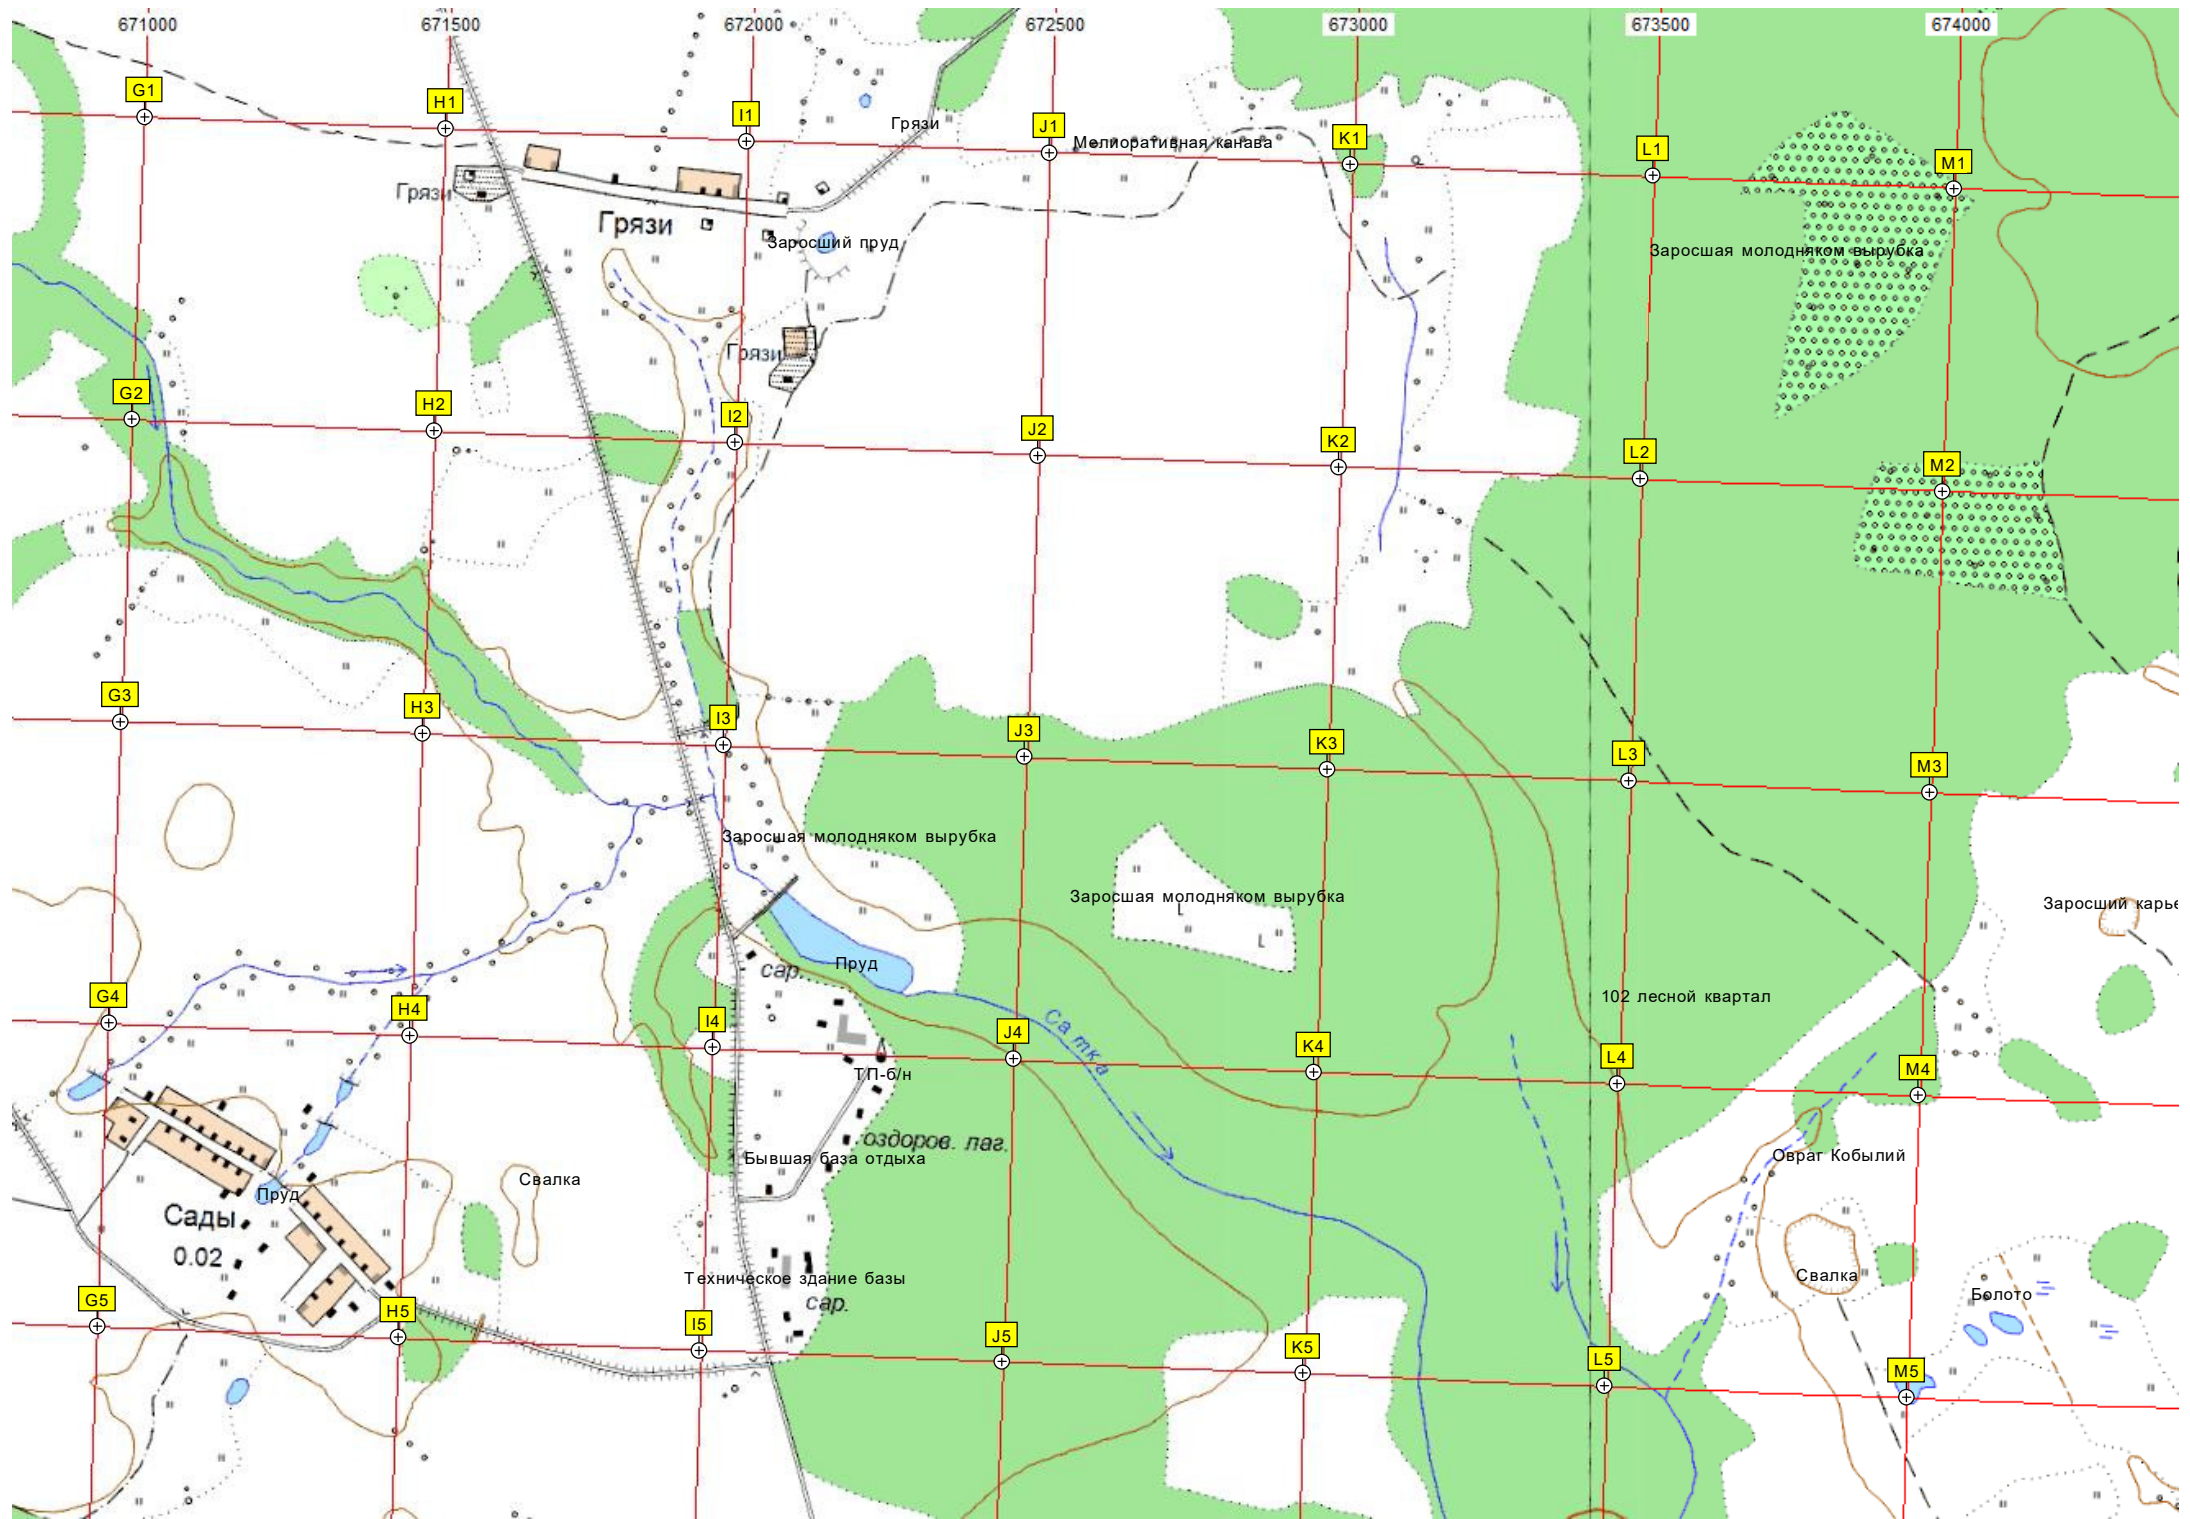 671000 671500 672000 672500 673000 673500 674000
G1 H1 I1 J1 K1 L1 M1
Грязи
Мелиоративная канава
Грязи
Грязи
Заросший пруд
Заросшая молодняком вырубка
Грязи
G2 H2 I2 J2 K2 L2 M2
G3 H3 I3 J3 K3 L3 M3
Заросшая молодняком вырубка
Заросшая молодняком вырубка
Заросший карье
сар.
Пруд
102 лесной квартал
G4 H4 I4 J4 K4 L4 M4
Сатка
ТП-б/н
оздоров. лаг.
Бывшая база отдыха
Овраг Кобылий
Свалка
Пруд
Сады
0.02
Техническое здание базы
сар.
Свалка
Болото
G5 H5 I5 J5 K5 L5 M5